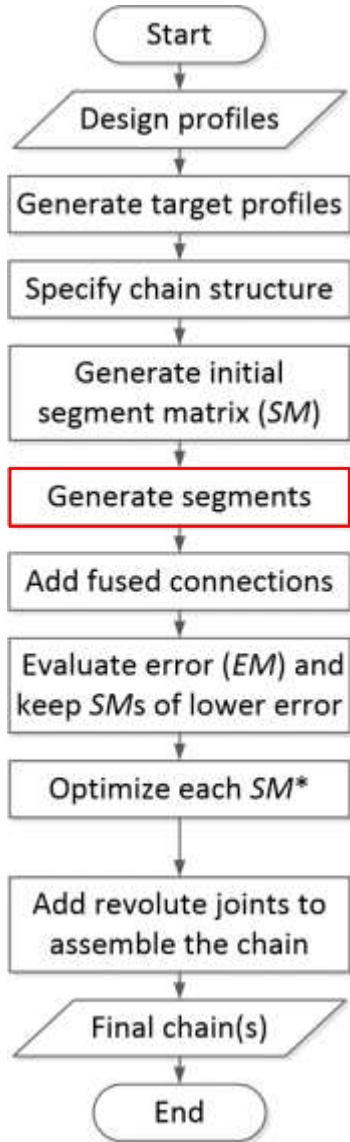 Start
Design profiles
Generate target profiles
Specify chain structure
Generate initial
segment matrix (SM)
Generate segments
Add fused connections
Evaluate error (EM) and
keep SMs of lower error
Optimize each SM*
Add revolute joints to
assemble the chain
Final chain(s)
End